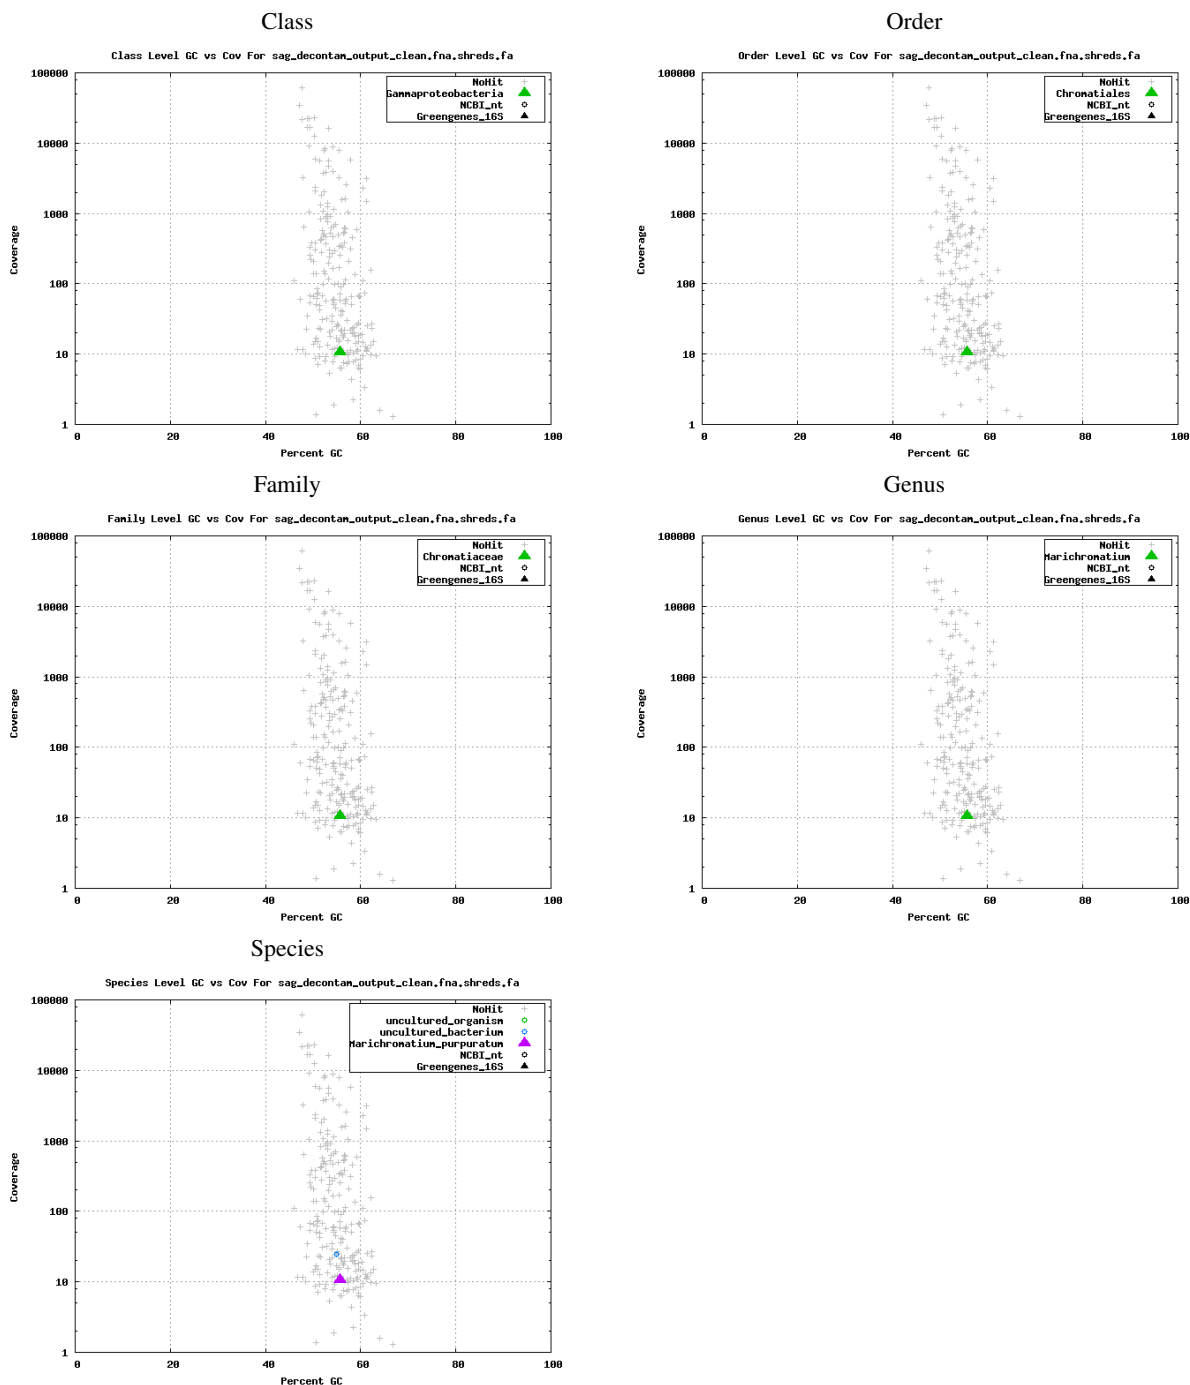 Class
Class Level GC vs Cov For sag_decontam_output_clean.fna.shreds.fa
NoHit
Gammaproteobacteria
NCBI_nt
Greengenes_16S
100000
10000
1000
100
10
1
Coverage
0 20 40 60 80 100
Percent GC
Order
Order Level GC vs Cov For sag_decontam_output_clean.fna.shreds.fa
NoHit
Chromatiales
NCBI_nt
Greengenes_16S
100000
10000
1000
100
10
1
Coverage
0 20 40 60 80 100
Percent GC
Family
Family Level GC vs Cov For sag_decontam_output_clean.fna.shreds.fa
NoHit
Chromatiaceae
NCBI_nt
Greengenes_16S
100000
10000
1000
100
10
1
Coverage
0 20 40 60 80 100
Percent GC
Genus
Genus Level GC vs Cov For sag_decontam_output_clean.fna.shreds.fa
NoHit
Marichromatium
NCBI_nt
Greengenes_16S
100000
10000
1000
100
10
1
Coverage
0 20 40 60 80 100
Percent GC
Species
Species Level GC vs Cov For sag_decontam_output_clean.fna.shreds.fa
NoHit
uncultured_organism
uncultured_bacterium
Marichromatium_purpuratum
NCBI_nt
Greengenes_16S
100000
10000
1000
100
10
1
Coverage
0 20 40 60 80 100
Percent GC